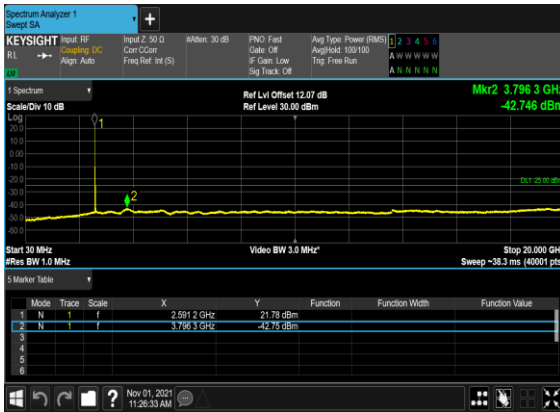 Spectrum Analyzer 1
Swept SA
+
KEYSIGHT
RL
Input: RF
Coupling: DC
Align: Auto
Input Z: 50 Ω
Corr CCorr
Freq Ref: Int (S)
#Atten: 30 dB
PNO: Fast
Gate: Off
IF Gain: Low
Sig Track: Off
Avg Type: Power (RMS)
Avg|Hold: 100/100
Trig: Free Run
1 2 3 4 5 6
A W W W W W
A N N N N N
1 Spectrum
Scale/Div 10 dB
Ref Lvl Offset 12.07 dB
Ref Level 30.00 dBm
Mkr2 3.796 3 GHz
-42.746 dBm
Log
20.0
10.0
0.00
-10.0
-20.0
-30.0
-40.0
-50.0
-60.0
1
2
DL1 -25.00 dBm
Start 30 MHz
#Res BW 1.0 MHz
Video BW 3.0 MHz*
Stop 20.000 GHz
Sweep ~38.3 ms (40001 pts)
5 Marker Table
Mode Trace Scale X Y Function Function Width Function Value
1 N 1 f 2.591 2 GHz 21.78 dBm
2 N 1 f 3.796 3 GHz -42.75 dBm
3
4
5
6
?
Nov 01, 2021
11:26:33 AM